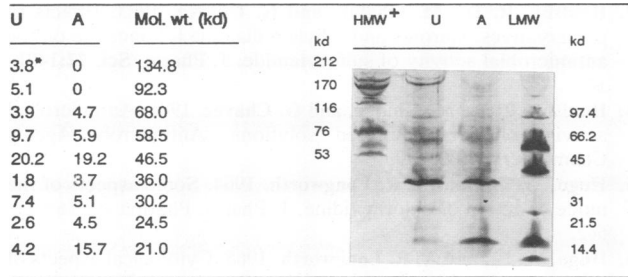 U A Mol. wt. (kd)
3.8* 0 134.8
5.1 0 92.3
3.9 4.7 68.0
9.7 5.9 58.5
20.2 19.2 46.5
1.8 3.7 36.0
7.4 5.1 30.2
2.6 4.5 24.5
4.2 15.7 21.0
HMW+ U A LMW
kd
212
170
116
76
53
kd
97.4
66.2
45
31
21.5
14.4